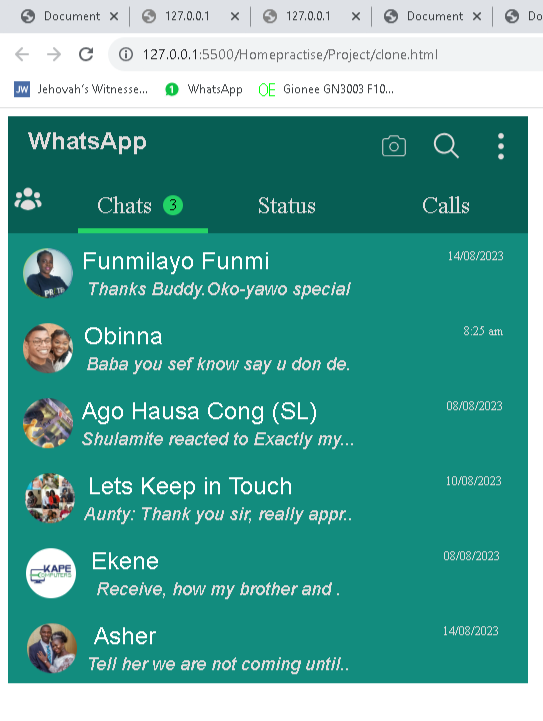 Document
127.0.0.1
127.0.0.1
Document
Do
127.0.0.1:5500/Homepractise/Project/clone.html
JW Jehovah's Witnesse... 1 WhatsApp OE Gionee GN3003 F10...
WhatsApp
Chats 3 Status Calls
Funmilayo Funmi 14/08/2023
Thanks Buddy.Oko-yawo special
Obinna 8:25 am
Baba you sef know say u don de.
Ago Hausa Cong (SL) 08/08/2023
Shulamite reacted to Exactly my...
Lets Keep in Touch 10/08/2023
Aunty: Thank you sir, really appr..
Ekene 08/08/2023
KAPE
COMPUTERS
Receive, how my brother and .
Asher 14/08/2023
Tell her we are not coming until..